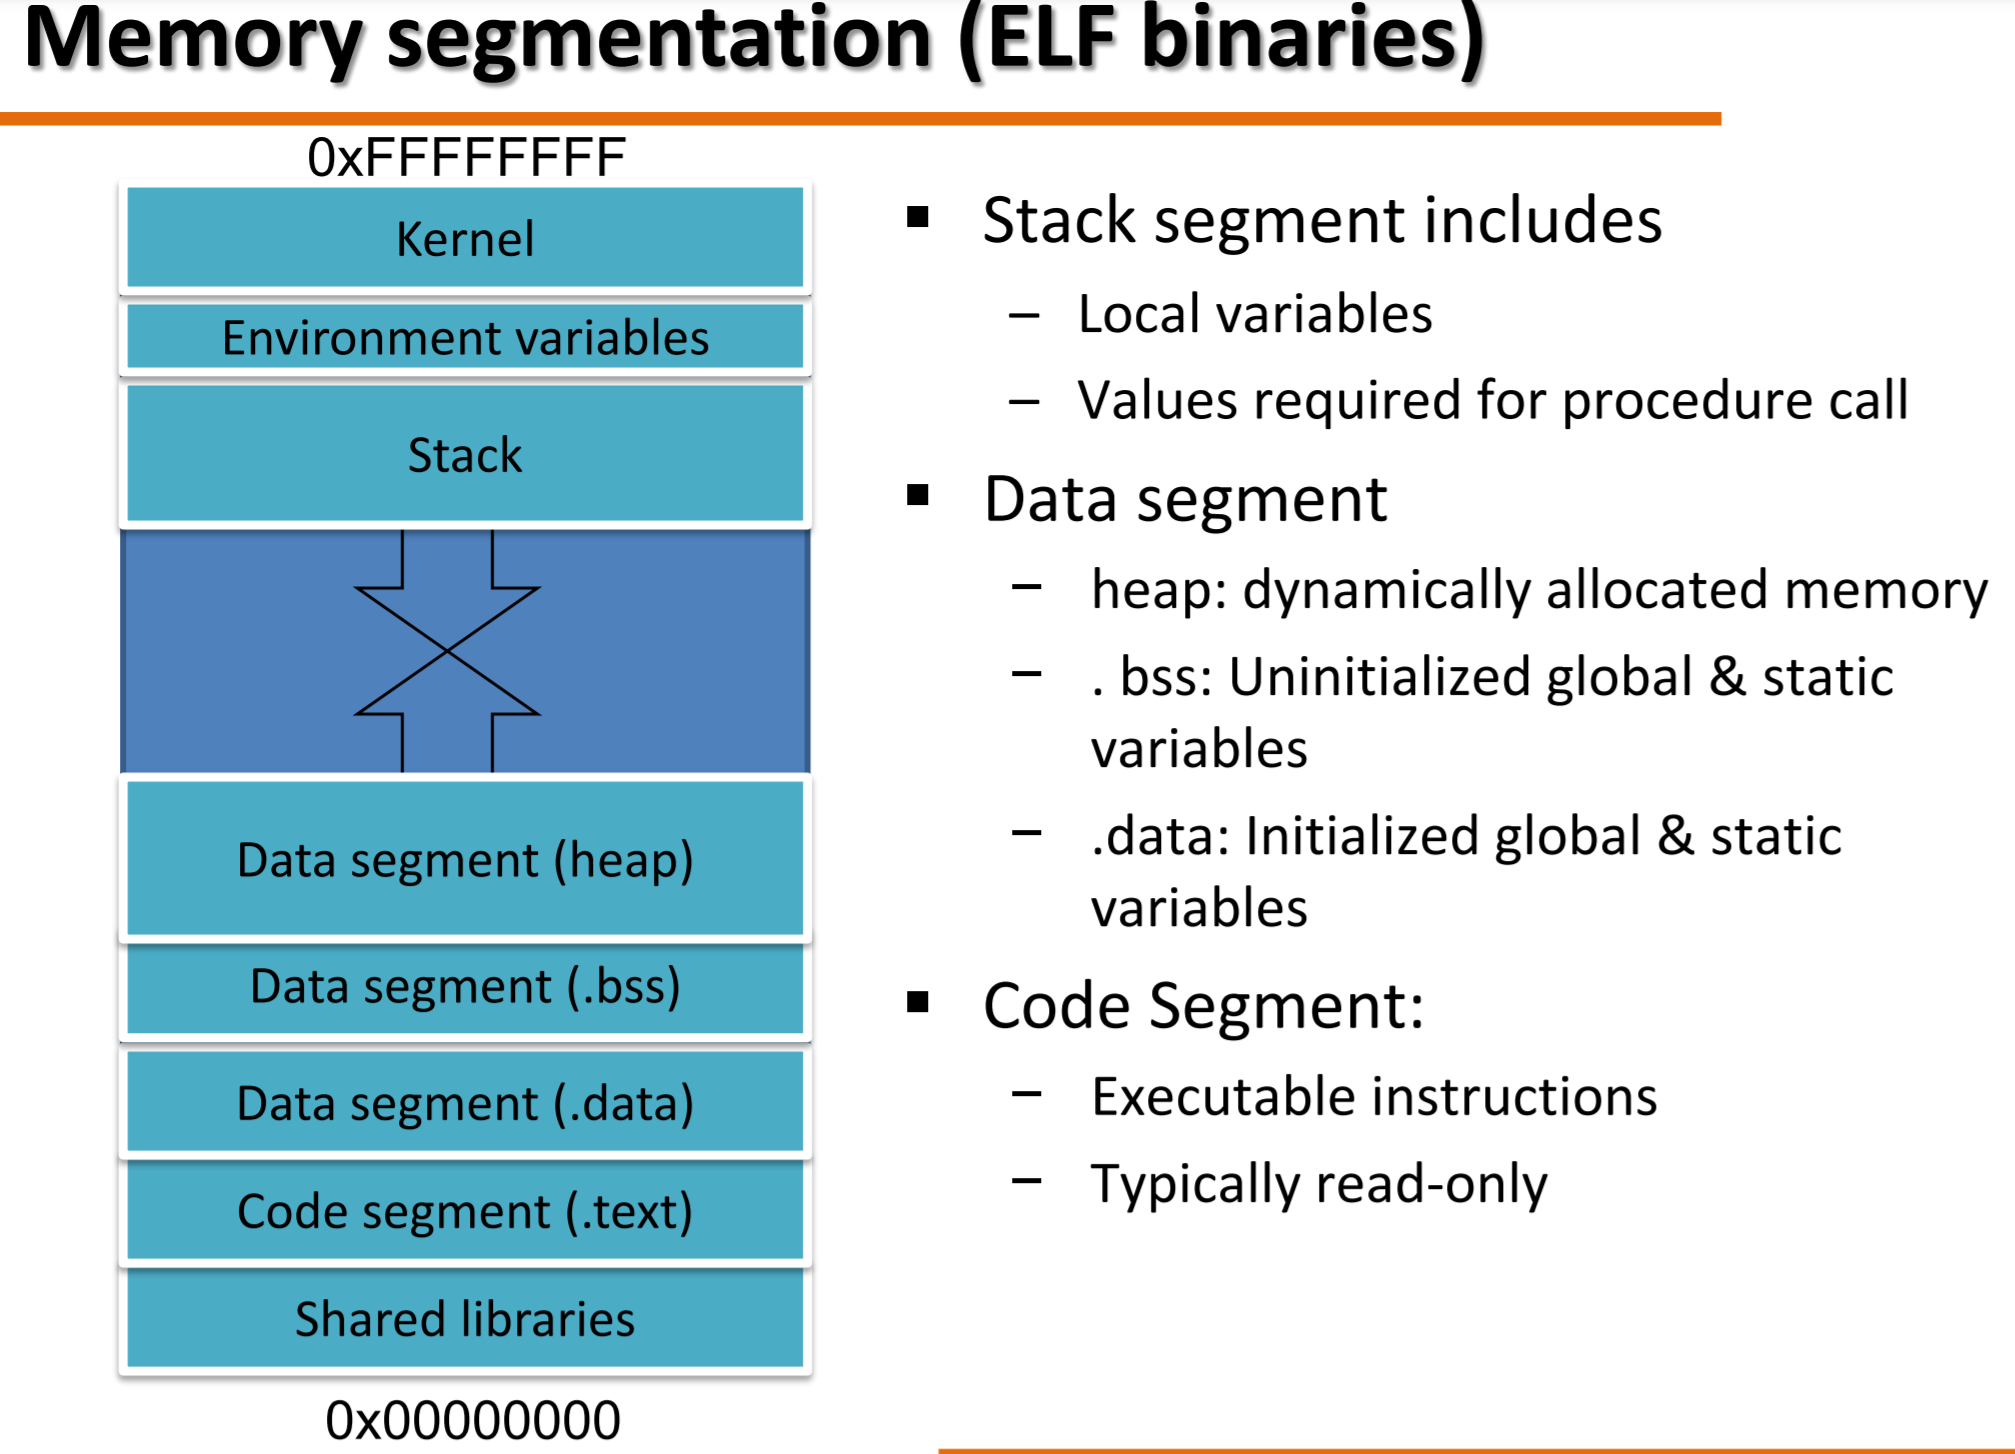 Memory segmentation (ELF binaries)
0xFFFFFFFF
Kernel
Environment variables
Stack
Data segment (heap)
Data segment (.bss)
Data segment (.data)
Code segment (.text)
Shared libraries
0x00000000
▪ Stack segment includes
– Local variables
– Values required for procedure call
▪ Data segment
– heap: dynamically allocated memory
– . bss: Uninitialized global & static
variables
– .data: Initialized global & static
variables
▪ Code Segment:
– Executable instructions
– Typically read-only